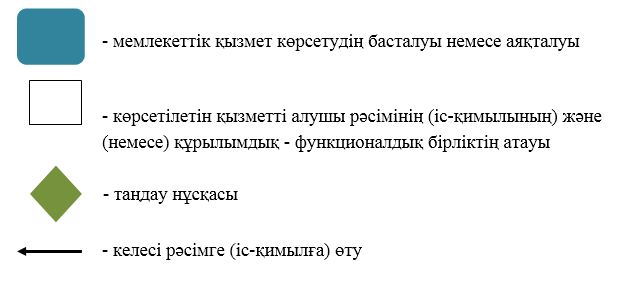 - мемлекеттік қызмет көрсетудің басталуы немесе аяқталуы
- көрсетілетін қызметті алушы рәсімінің (іс-қимылының) және
(немесе) құрылымдық - функционалдық бірліктің атауы
- таңдау нұсқасы
- келесі рәсімге (іс-қимылға) өту